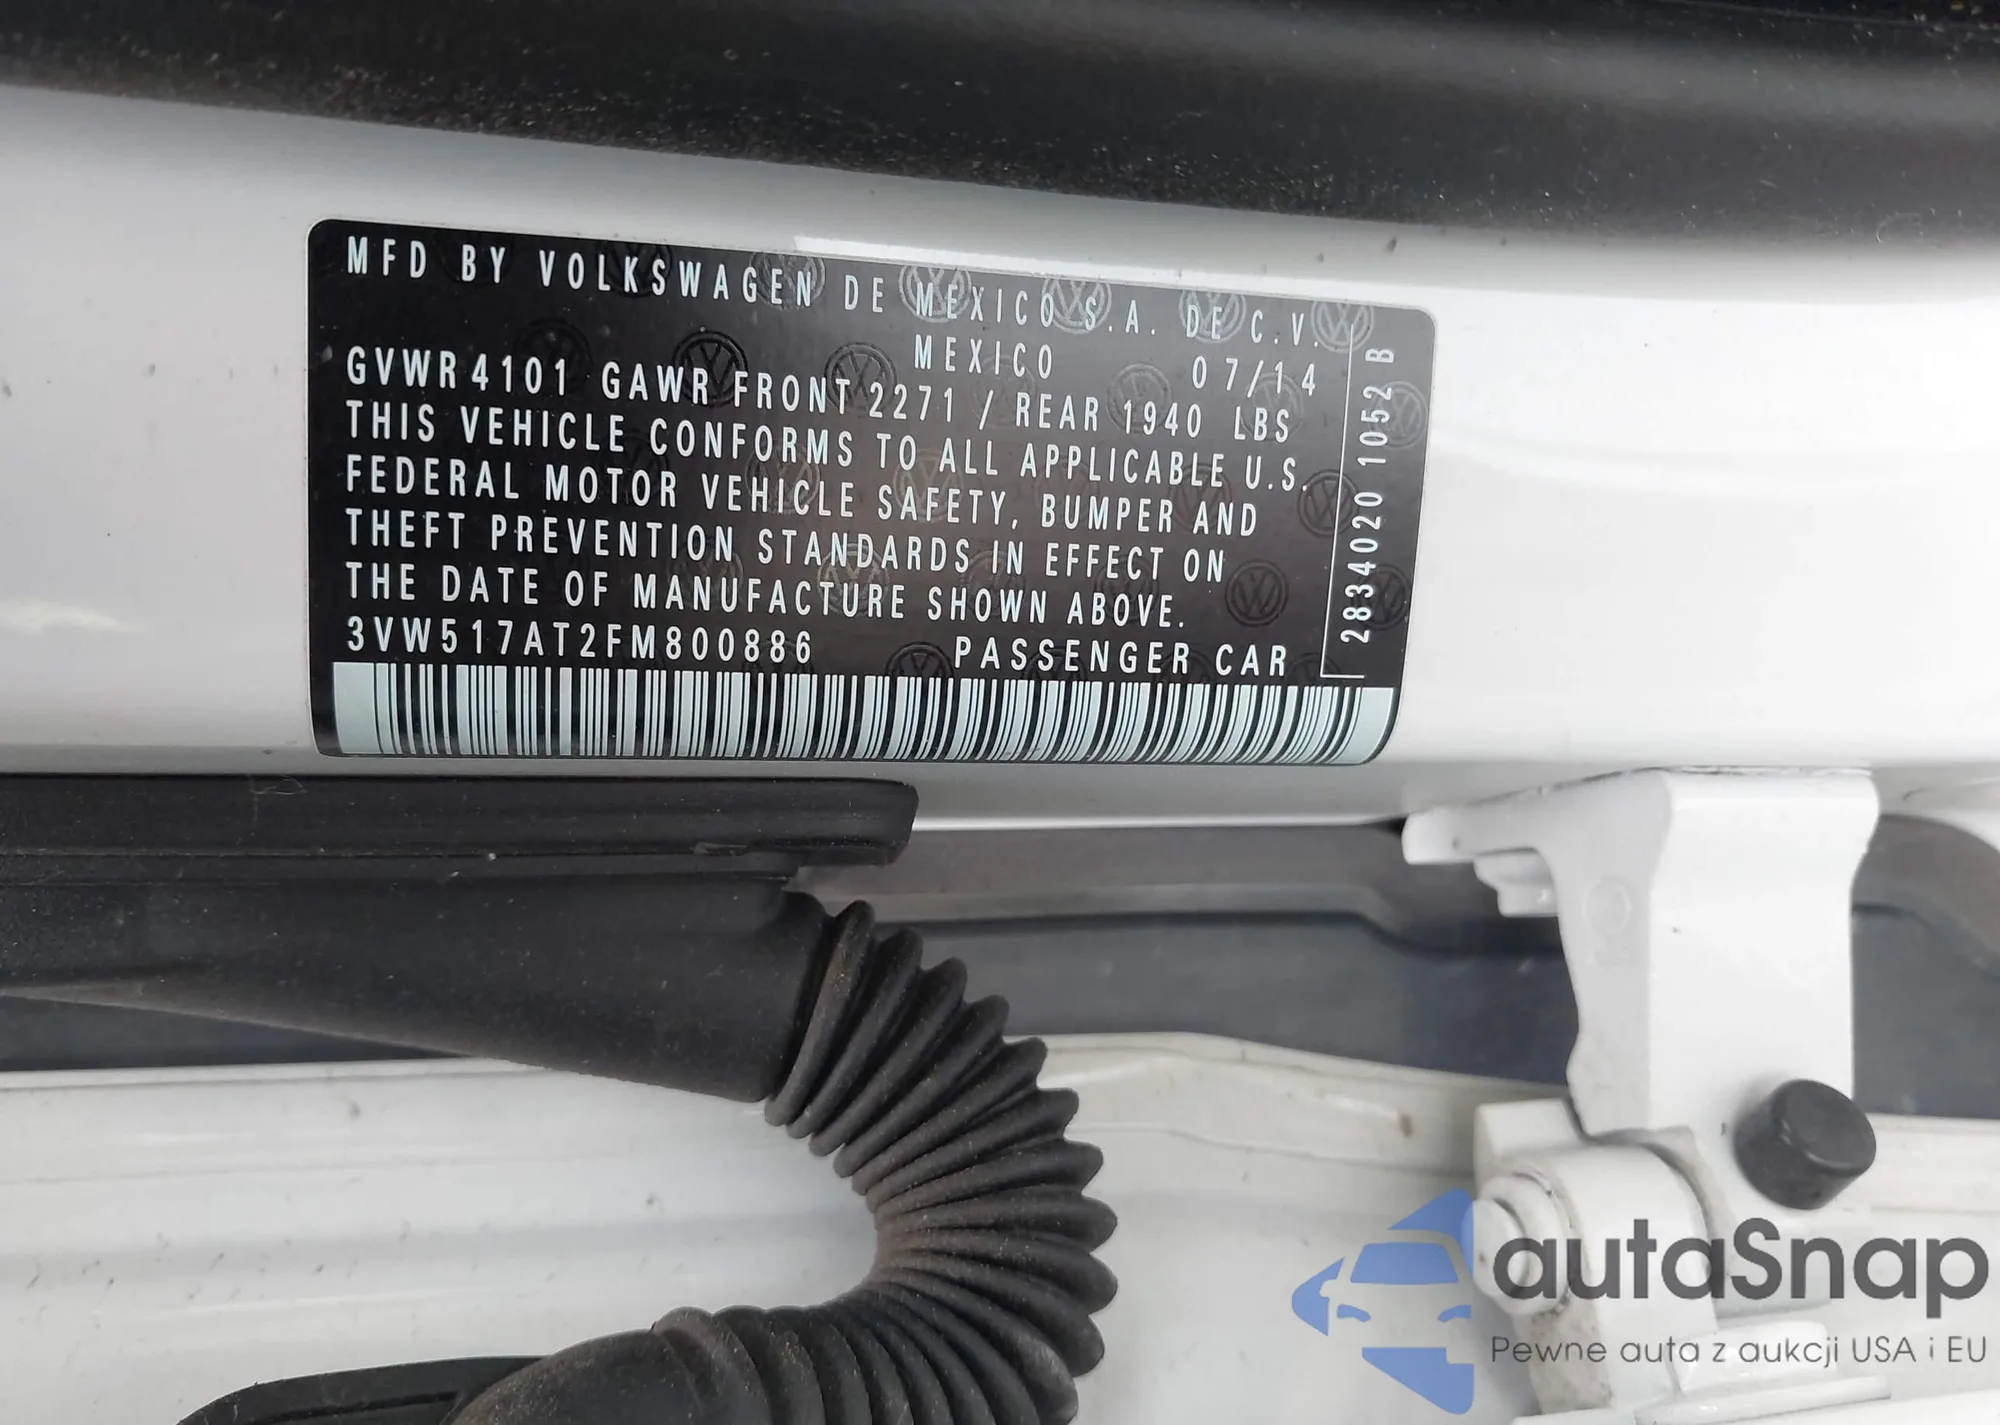 MFD BY VOLKSWAGEN DE MEXICO S.A. DE C.V.
MEXICO 07/14
GVWR 4101 GAWR FRONT 2271 / REAR 1940 LBS
THIS VEHICLE CONFORMS TO ALL APPLICABLE U.S.
FEDERAL MOTOR VEHICLE SAFETY, BUMPER AND
THEFT PREVENTION STANDARDS IN EFFECT ON
THE DATE OF MANUFACTURE SHOWN ABOVE.
3VW517AT2FM800886 PASSENGER CAR
2834020 1052 B
autaSnap
Pewne auta z aukcji USA i EU